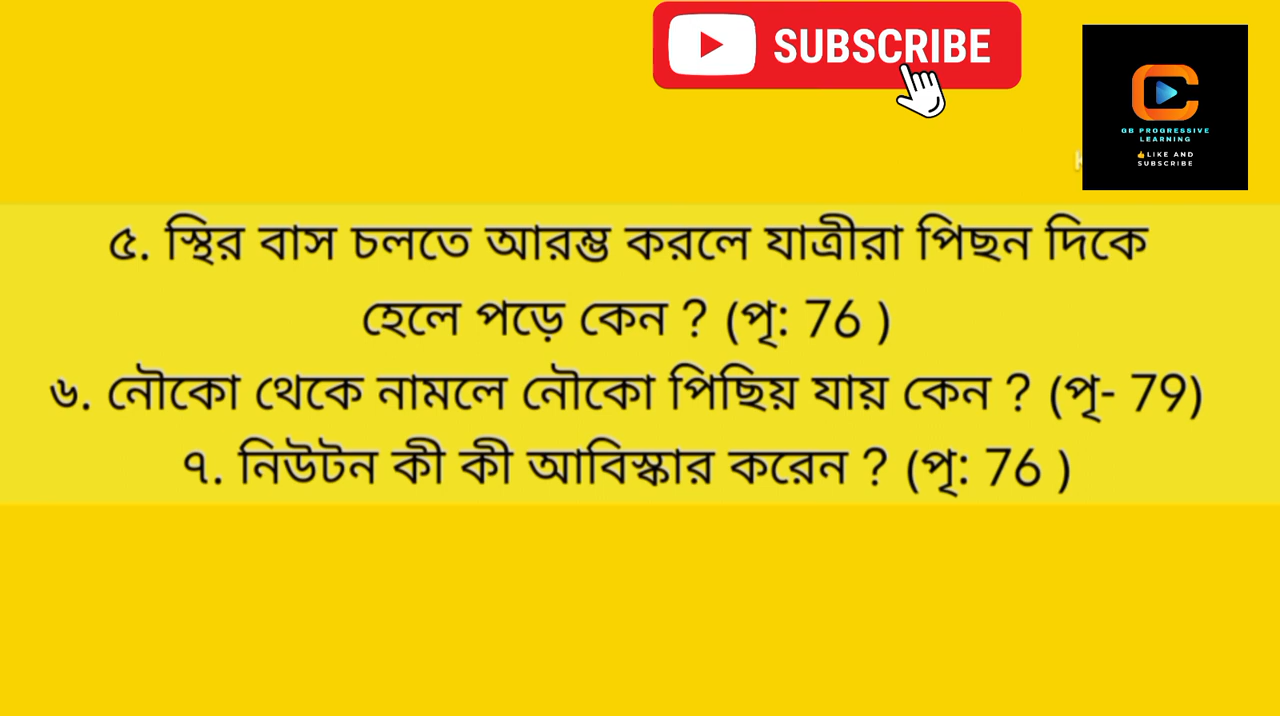 SUBSCRIBE
GB PROGRESSIVE
LEARNING
👍LIKE AND
SUBSCRIBE
৫. স্থির বাস চলতে আরম্ভ করলে যাত্রীরা পিছন দিকে
হেলে পড়ে কেন ? (পৃ: 76 )
৬. নৌকো থেকে নামলে নৌকো পিছিয় যায় কেন ? (পৃ- 79)
৭. নিউটন কী কী আবিস্কার করেন ? (পৃ: 76 )